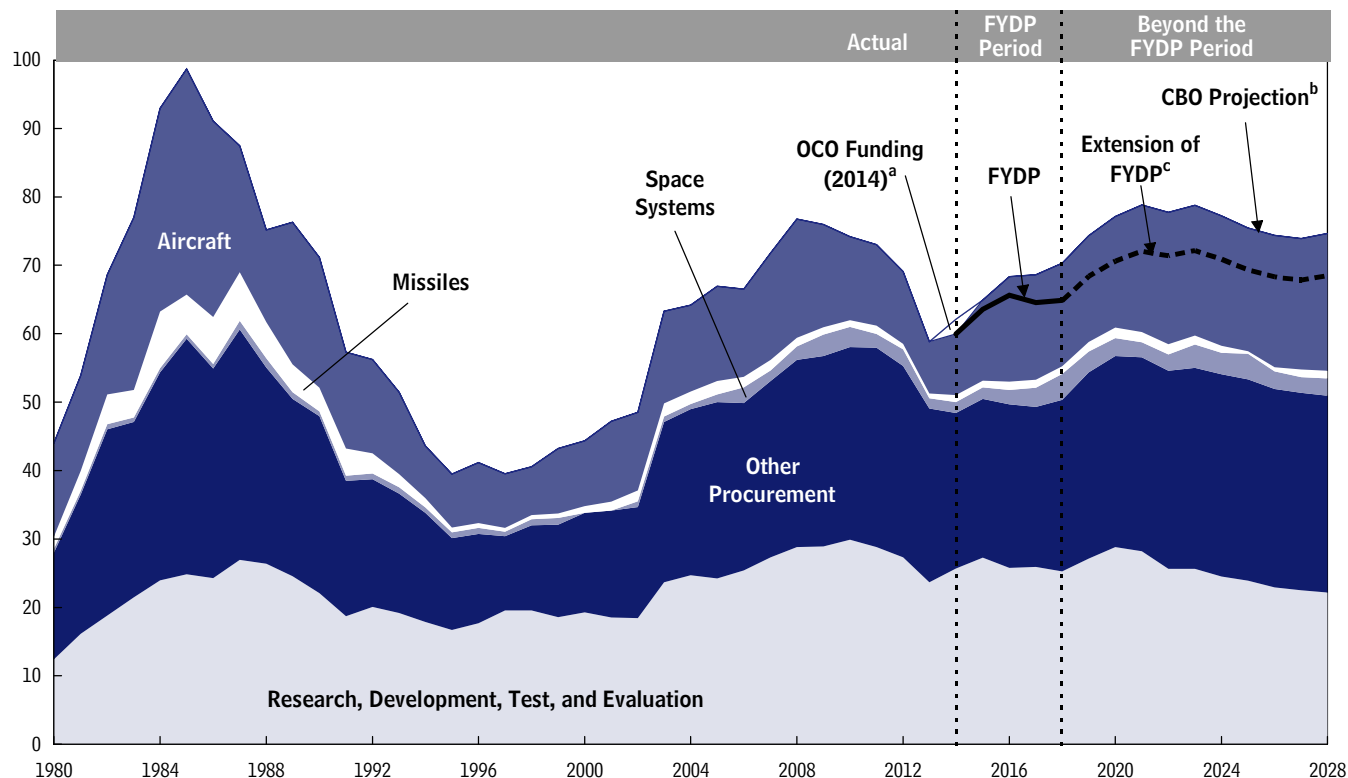 Actual
FYDP
Period
Beyond the
FYDP Period
100
90
80
70
60
50
40
30
20
10
0
CBO Projectionb
Extension of
FYDPc
OCO Funding
(2014)a
FYDP
Space
Systems
Aircraft
Missiles
Other
Procurement
Research, Development, Test, and Evaluation
1980 1984 1988 1992 1996 2000 2004 2008 2012 2016 2020 2024 2028